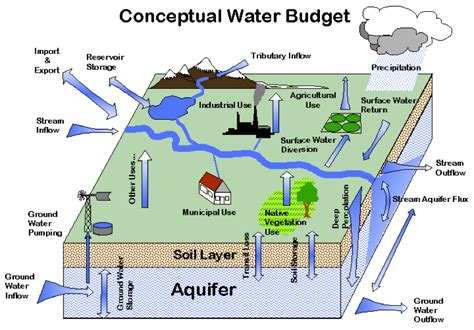 Conceptual Water Budget
Import
&
Export
Reservoir
Storage
Tributary Inflow
Precipitation
Industrial Use
Agricultural
Use
Surface Water
Return
Stream
Inflow
Surface Water
Diversion
Other Uses...
Stream
Outflow
Municipal Use
Native
Vegetation
Use
Deep
Percolation
Stream Aquifer Flux
Ground
Water
Pumping
Soil Layer
Transit Loss
Soil Storage
Ground
Water
Inflow
Ground Water
Storage
Aquifer
Ground
Water
Outflow